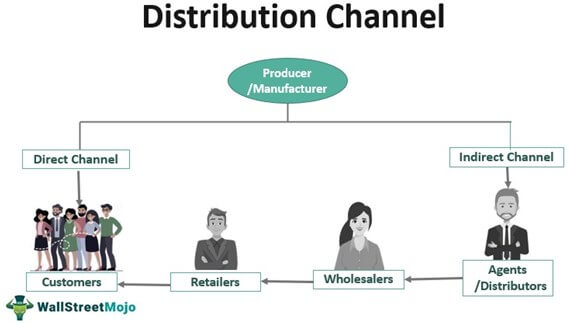 Distribution Channel
Producer
/Manufacturer
Direct Channel
Indirect Channel
Customers
Retailers
Wholesalers
Agents
/Distributors
WallStreetMojo